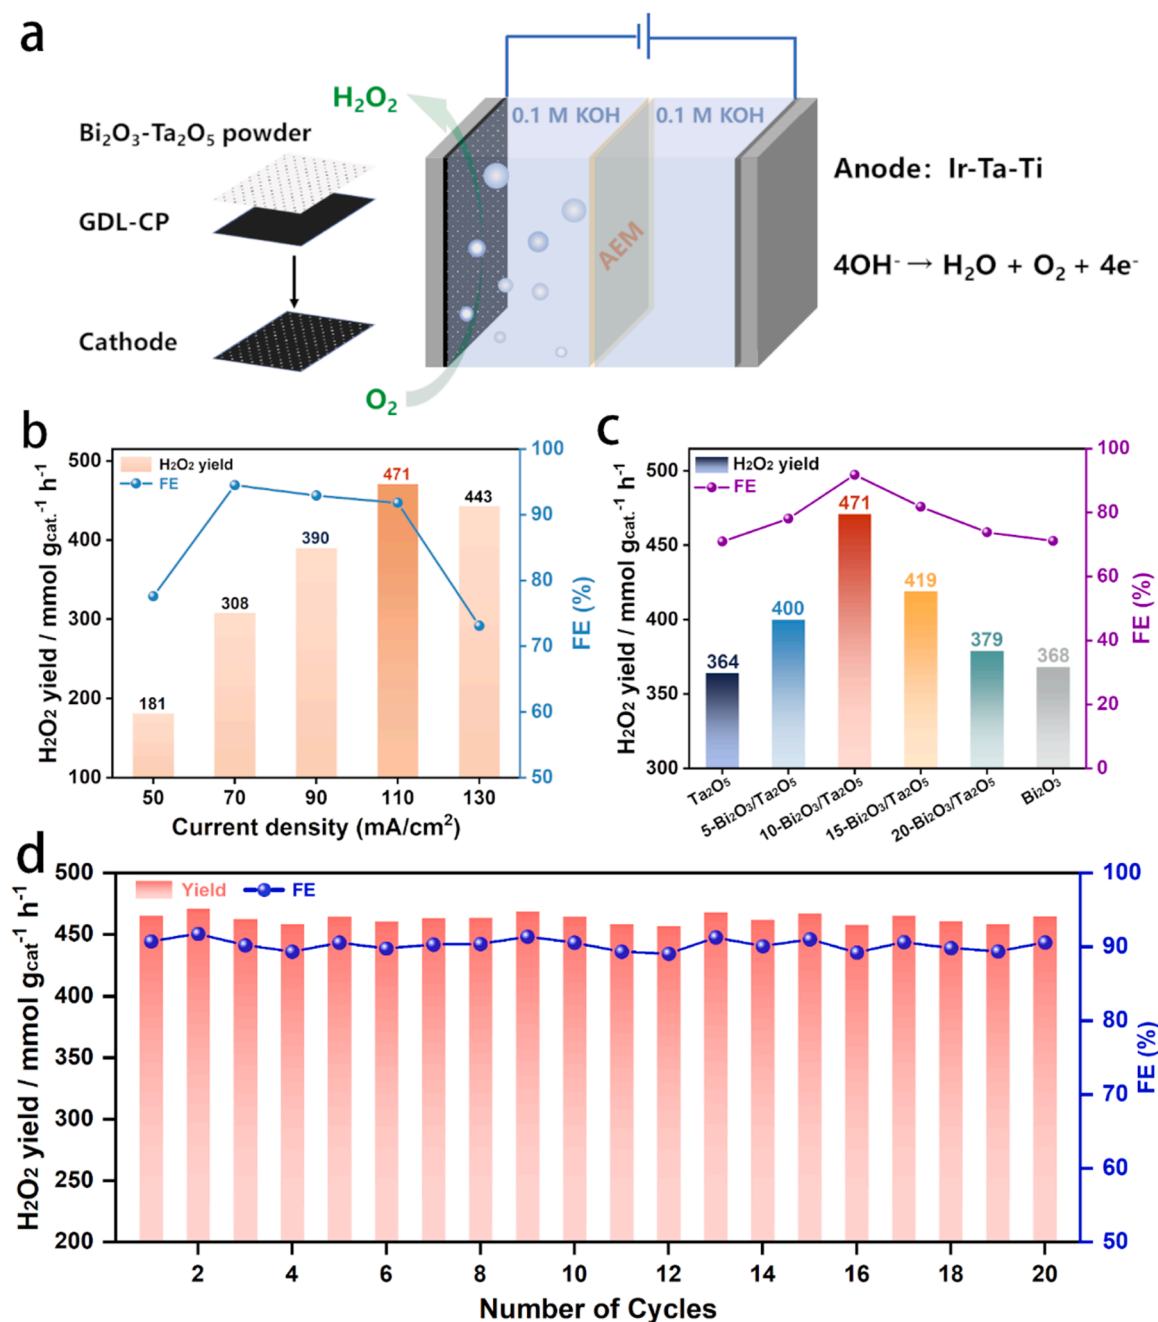 a
H₂O₂
0.1 M KOH
0.1 M KOH
Bi₂O₃-Ta₂O₅ powder
GDL-CP
Cathode
O₂
AEM
Anode: Ir-Ta-Ti
4OH⁻ → H₂O + O₂ + 4e⁻
b
H₂O₂ yield / mmol gcat.⁻¹ h⁻¹
500
400
300
200
100
H₂O₂ yield
FE
181
308
390
471
443
100
90
80
70
60
50
FE (%)
50 70 90 110 130
Current density (mA/cm²)
c
H₂O₂ yield / mmol gcat.⁻¹ h⁻¹
500
450
400
350
300
H₂O₂ yield
FE
364
400
471
419
379
368
100
80
60
40
20
0
FE (%)
Ta₂O₅
5-Bi₂O₃/Ta₂O₅
10-Bi₂O₃/Ta₂O₅
15-Bi₂O₃/Ta₂O₅
20-Bi₂O₃/Ta₂O₅
Bi₂O₃
d
H₂O₂ yield / mmol gcat⁻¹ h⁻¹
500
450
400
350
300
250
200
Yield
FE
100
90
80
70
60
50
FE (%)
2 4 6 8 10 12 14 16 18 20
Number of Cycles